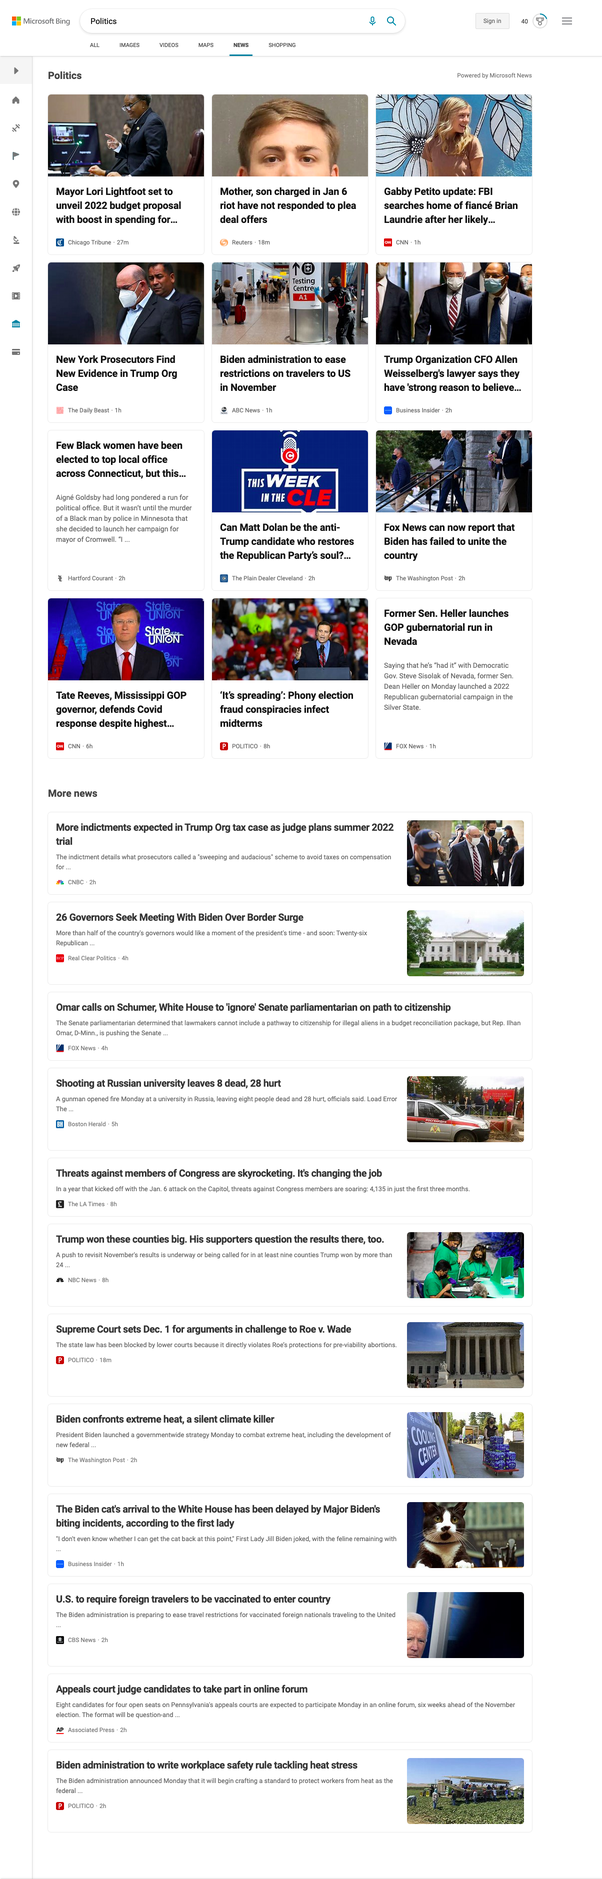 Microsoft Bing
Politics
Sign in
40
ALL
IMAGES
VIDEOS
MAPS
NEWS
SHOPPING
Politics
Powered by Microsoft News
Mayor Lori Lightfoot set to
unveil 2022 budget proposal
with boost in spending for...
Chicago Tribune · 27m
Mother, son charged in Jan 6
riot have not responded to plea
deal offers
Reuters · 18m
Gabby Petito update: FBI
searches home of fiancé Brian
Laundrie after her likely...
CNN · 1h
New York Prosecutors Find
New Evidence in Trump Org
Case
The Daily Beast · 1h
Testing
Centre
A1
Biden administration to ease
restrictions on travelers to US
in November
ABC News · 1h
Trump Organization CFO Allen
Weisselberg's lawyer says they
have 'strong reason to believe...
Business Insider · 2h
Few Black women have been
elected to top local office
across Connecticut, but this...
Aigné Goldsby had long pondered a run for
political office. But it wasn't until the murder
of a Black man by police in Minnesota that
she decided to launch her campaign for
mayor of Cromwell. "I ...
Hartford Courant · 2h
THIS WEEK
IN THE CLE
Can Matt Dolan be the anti-
Trump candidate who restores
the Republican Party's soul?...
The Plain Dealer Cleveland · 2h
Fox News can now report that
Biden has failed to unite the
country
The Washington Post · 2h
State
UNION
State
UNION
Tate Reeves, Mississippi GOP
governor, defends Covid
response despite highest...
CNN · 6h
'It's spreading': Phony election
fraud conspiracies infect
midterms
POLITICO · 8h
Former Sen. Heller launches
GOP gubernatorial run in
Nevada
Saying that he's "had it" with Democratic
Gov. Steve Sisolak of Nevada, former Sen.
Dean Heller on Monday launched a 2022
Republican gubernatorial campaign in the
Silver State.
FOX News · 1h
More news
More indictments expected in Trump Org tax case as judge plans summer 2022
trial
The indictment details what prosecutors called a "sweeping and audacious" scheme to avoid taxes on compensation
for ...
CNBC · 2h
26 Governors Seek Meeting With Biden Over Border Surge
More than half of the country's governors would like a moment of the president's time - and soon: Twenty-six
Republican ...
Real Clear Politics · 4h
Omar calls on Schumer, White House to 'ignore' Senate parliamentarian on path to citizenship
The Senate parliamentarian determined that lawmakers cannot include a pathway to citizenship for illegal aliens in a budget reconciliation package, but Rep. Ilhan
Omar, D-Minn., is pushing the Senate ...
FOX News · 4h
Shooting at Russian university leaves 8 dead, 28 hurt
A gunman opened fire Monday at a university in Russia, leaving eight people dead and 28 hurt, officials said. Load Error
The ...
Boston Herald · 5h
Threats against members of Congress are skyrocketing. It's changing the job
In a year that kicked off with the Jan. 6 attack on the Capitol, threats against Congress members are soaring: 4,135 in just the first three months.
The LA Times · 8h
Trump won these counties big. His supporters question the results there, too.
A push to revisit November's results is underway or being called for in at least nine counties Trump won by more than
24 ...
NBC News · 8h
Supreme Court sets Dec. 1 for arguments in challenge to Roe v. Wade
The state law has been blocked by lower courts because it directly violates Roe's protections for pre-viability abortions.
POLITICO · 18m
Biden confronts extreme heat, a silent climate killer
President Biden launched a governmentwide strategy Monday to combat extreme heat, including the development of
new federal ...
The Washington Post · 2h
COOLING
CENTER
The Biden cat's arrival to the White House has been delayed by Major Biden's
biting incidents, according to the first lady
"I don't even know whether I can get the cat back at this point," First Lady Jill Biden joked, with the feline remaining with
...
Business Insider · 1h
U.S. to require foreign travelers to be vaccinated to enter country
The Biden administration is preparing to ease travel restrictions for vaccinated foreign nationals traveling to the United
...
CBS News · 2h
Appeals court judge candidates to take part in online forum
Eight candidates for four open seats on Pennsylvania's appeals courts are expected to participate Monday in an online forum, six weeks ahead of the November
election. The format will be question-and ...
AP Associated Press · 2h
Biden administration to write workplace safety rule tackling heat stress
The Biden administration announced Monday that it will begin crafting a standard to protect workers from heat as the
federal ...
POLITICO · 2h